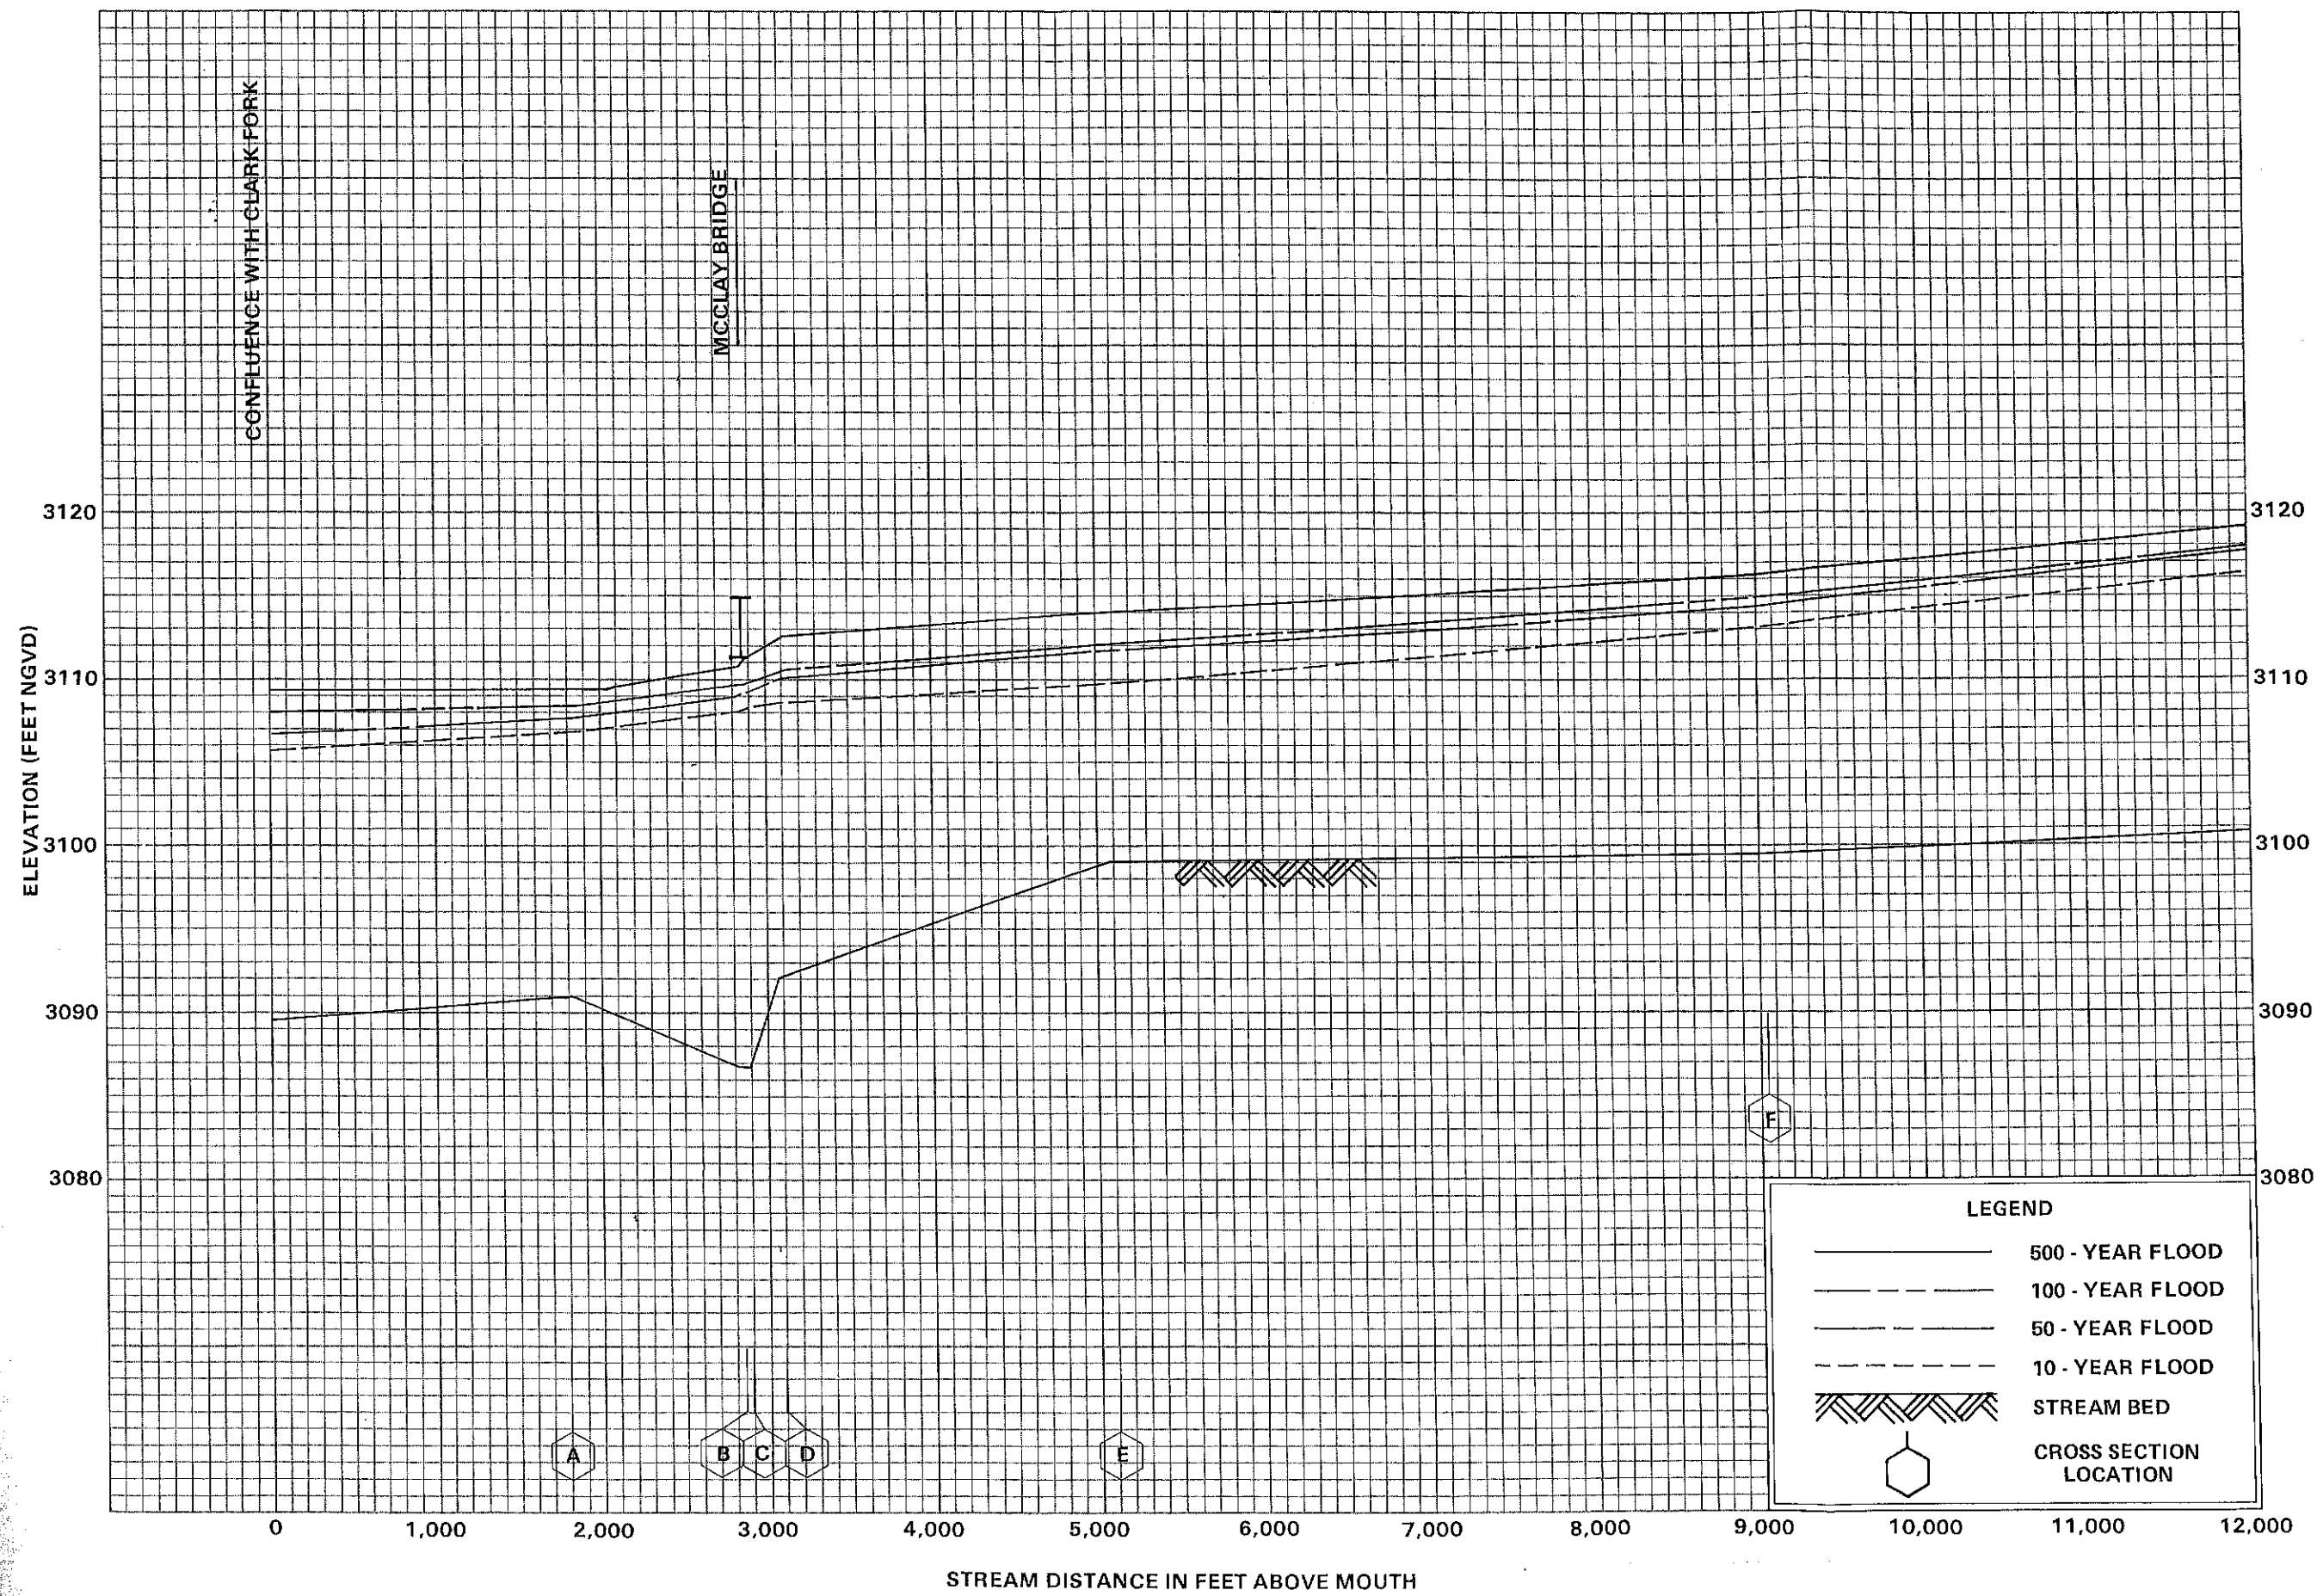 CONFLUENCE WITH CLARK FORK
MCCLAY BRIDGE
ELEVATION (FEET NGVD)
3120
3110
3100
3090
3080
3120
3110
3100
3090
3080
F
A
B
C
D
E
LEGEND
500 - YEAR FLOOD
100 - YEAR FLOOD
50 - YEAR FLOOD
10 - YEAR FLOOD
STREAM BED
CROSS SECTION
LOCATION
0 1,000 2,000 3,000 4,000 5,000 6,000 7,000 8,000 9,000 10,000 11,000 12,000
STREAM DISTANCE IN FEET ABOVE MOUTH